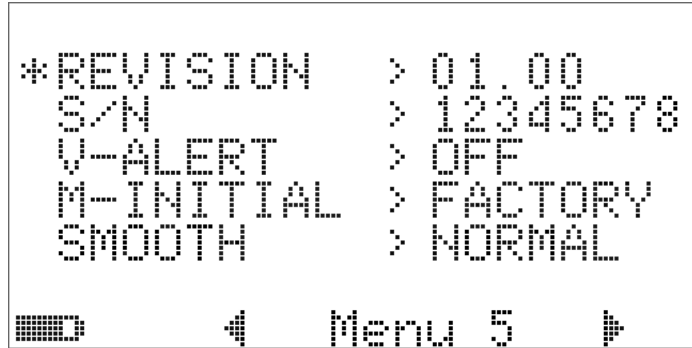 *REVISION > 01.00
S/N > 12345678
V-ALERT > OFF
M-INITIAL > FACTORY
SMOOTH > NORMAL
◀ Menu 5 ▶